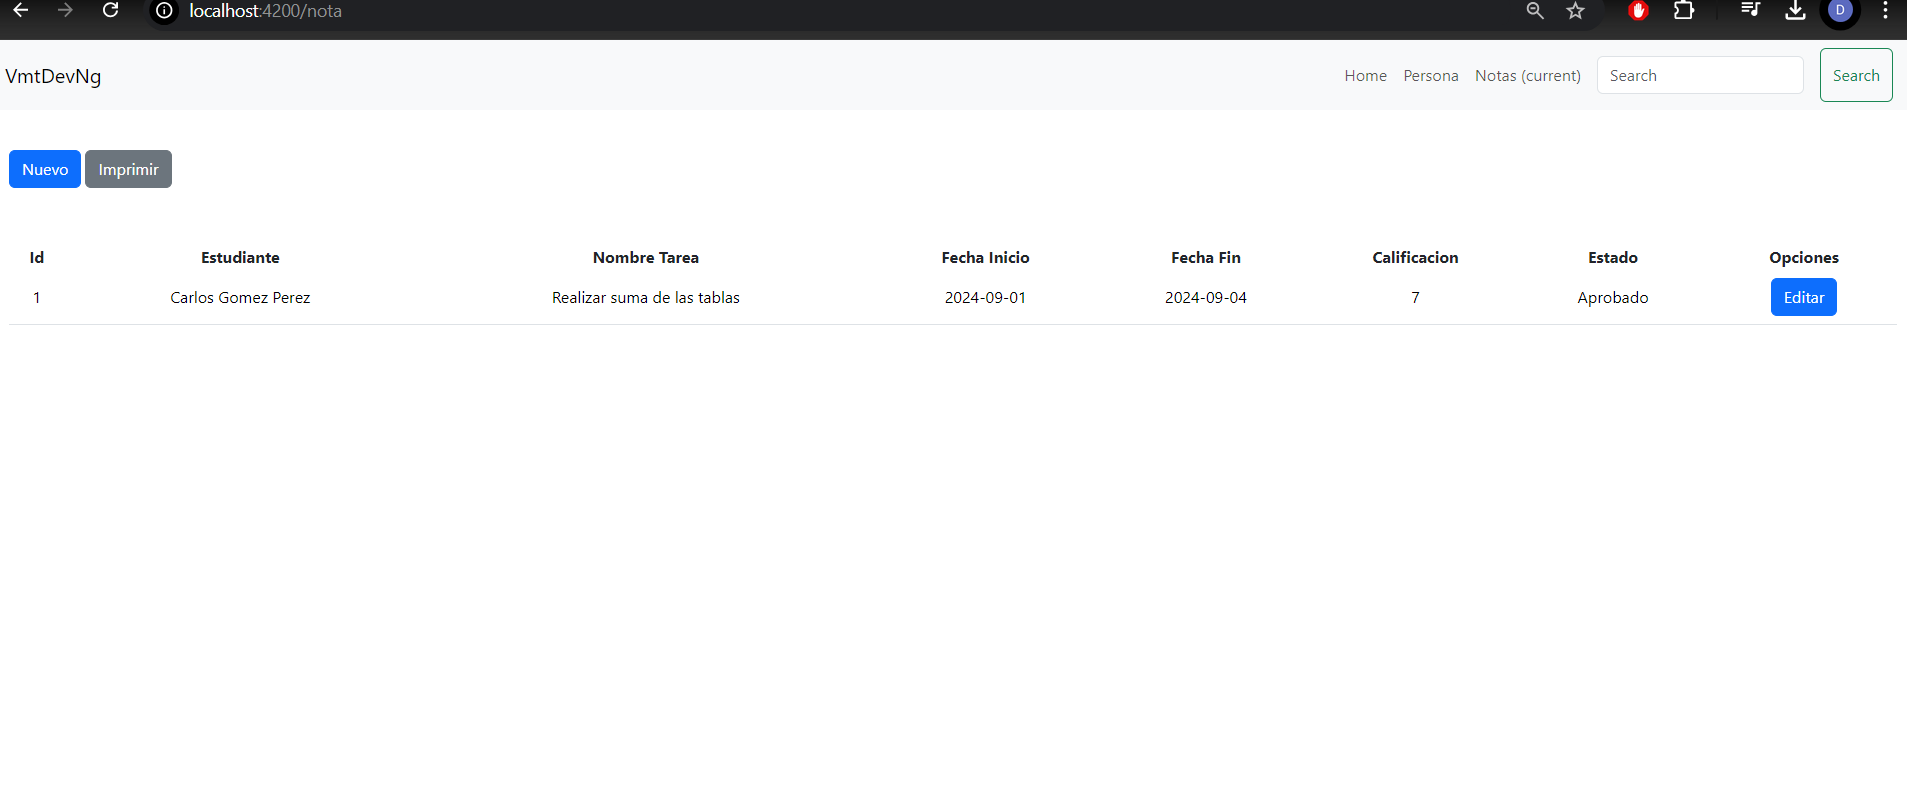 localhost:4200/nota
D
VmtDevNg
Home Persona Notas (current) Search Search
Nuevo Imprimir
Id Estudiante Nombre Tarea Fecha Inicio Fecha Fin Calificacion Estado Opciones
1 Carlos Gomez Perez Realizar suma de las tablas 2024-09-01 2024-09-04 7 Aprobado Editar